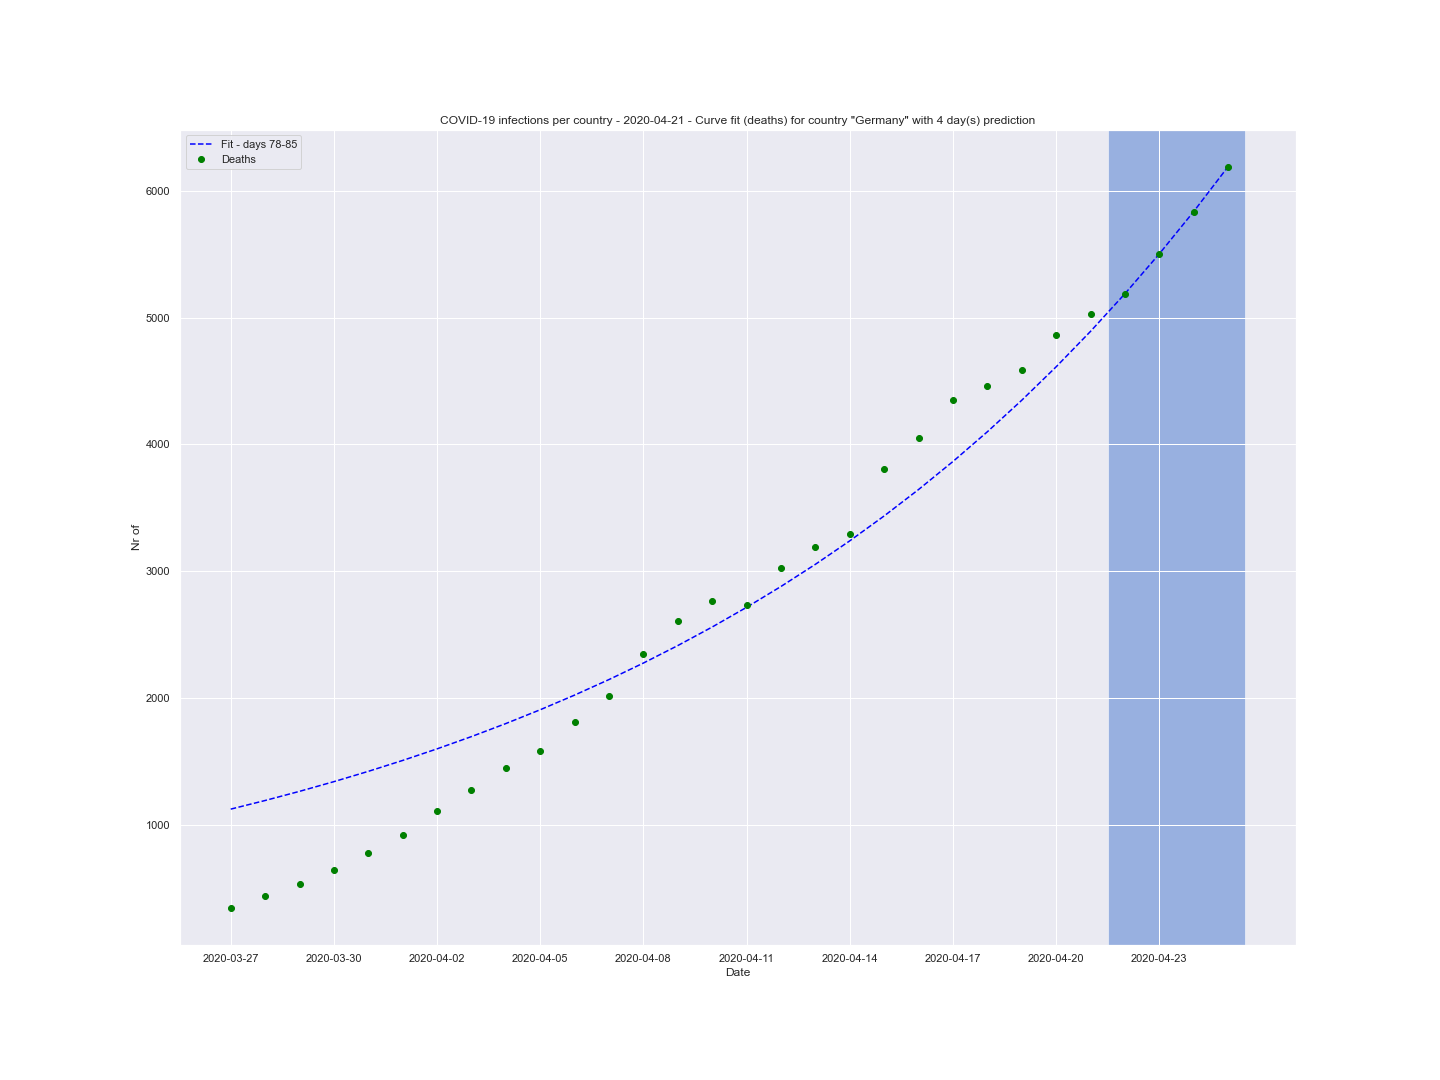 COVID-19 infections per country - 2020-04-21 - Curve fit (deaths) for country "Germany" with 4 day(s) prediction
Fit - days 78-85
Deaths
6000
5000
4000
3000
2000
1000
Nr of
2020-03-27 2020-03-30 2020-04-02 2020-04-05 2020-04-08 2020-04-11 2020-04-14 2020-04-17 2020-04-20 2020-04-23
Date